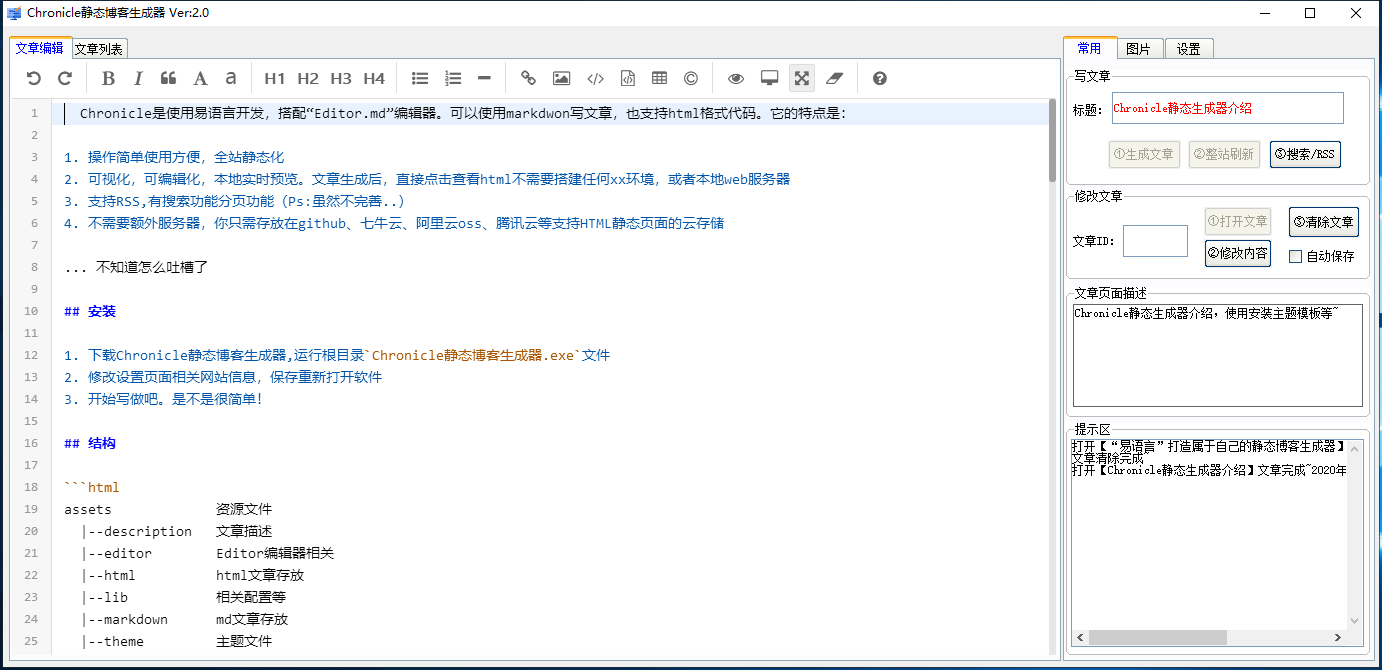 Chronicle静态博客生成器 Ver:2.0
文章编辑 文章列表
B I “ A a H1 H2 H3 H4 </> © ?
1 Chronicle是使用易语言开发，搭配“Editor.md”编辑器。可以使用markdwon写文章，也支持html格式代码。它的特点是：
2
3 1. 操作简单使用方便，全站静态化
4 2. 可视化，可编辑化，本地实时预览。文章生成后，直接点击查看html不需要搭建任何xx环境，或者本地web服务器
5 3. 支持RSS,有搜索功能分页功能（Ps:虽然不完善..）
6 4. 不需要额外服务器，你只需存放在github、七牛云、阿里云oss、腾讯云等支持HTML静态页面的云存储
7
8 ... 不知道怎么吐槽了
9
10 ## 安装
11
12 1. 下载Chronicle静态博客生成器,运行根目录`Chronicle静态博客生成器.exe`文件
13 2. 修改设置页面相关网站信息，保存重新打开软件
14 3. 开始写做吧。是不是很简单！
15
16 ## 结构
17
18 ```html
19 assets 资源文件
20 |--description 文章描述
21 |--editor Editor编辑器相关
22 |--html html文章存放
23 |--lib 相关配置等
24 |--markdown md文章存放
25 |--theme 主题文件
常用 图片 设置
写文章
标题： Chronicle静态生成器介绍
①生成文章 ②整站刷新 ③搜索/RSS
修改文章
文章ID：
①打开文章 ③清除文章
②修改内容 自动保存
文章页面描述
Chronicle静态生成器介绍，使用安装主题模板等~
提示区
打开【“易语言”打造属于自己的静态博客生成器】
文章清除完成~
打开【Chronicle静态生成器介绍】文章完成~2020年